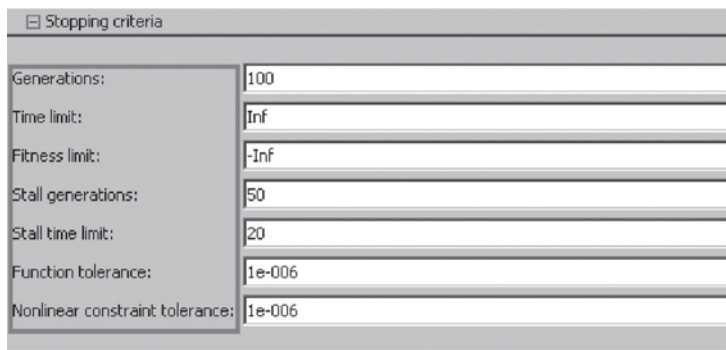 Stopping criteria
Generations: 100
Time limit: Inf
Fitness limit: -Inf
Stall generations: 50
Stall time limit: 20
Function tolerance: 1e-006
Nonlinear constraint tolerance: 1e-006